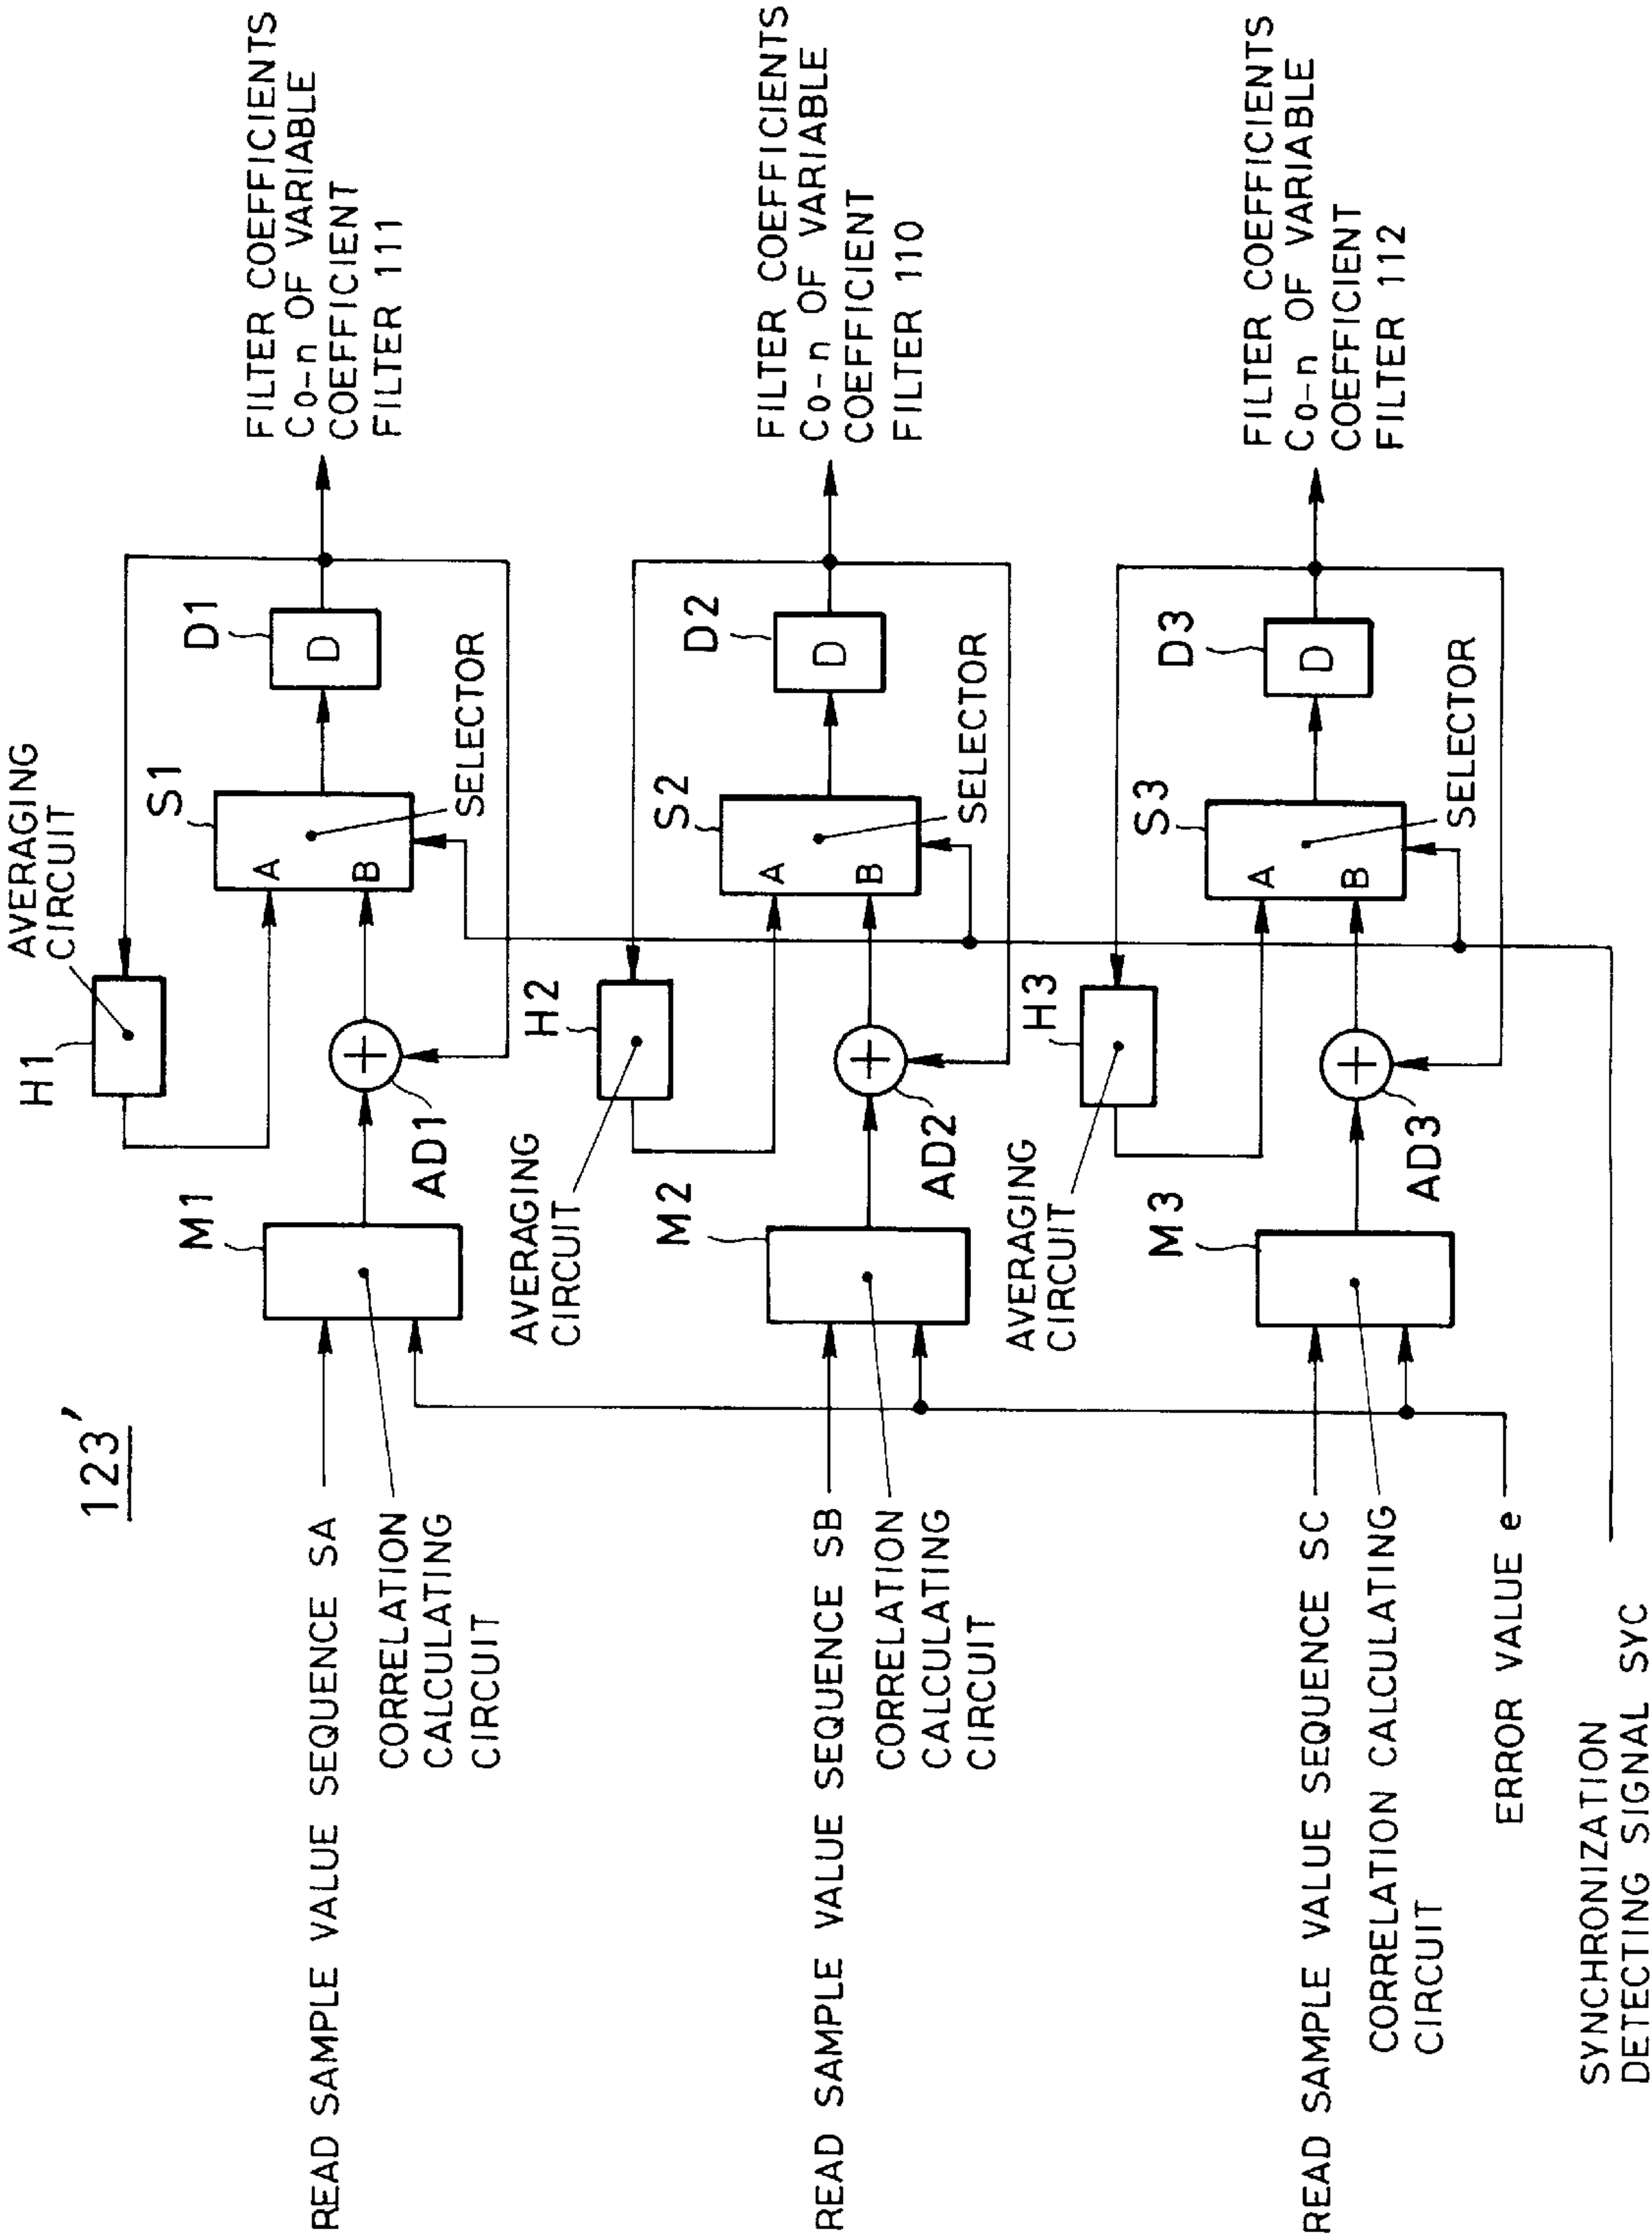 123'
AVERAGING
CIRCUIT
H1
S1
D1
A
B
D
SELECTOR
M1
AD1
READ SAMPLE VALUE SEQUENCE SA
CORRELATION
CALCULATING
CIRCUIT
FILTER COEFFICIENTS
Co-n OF VARIABLE
COEFFICIENT
FILTER 111
AVERAGING
CIRCUIT
H2
S2
D2
A
B
D
SELECTOR
M2
AD2
READ SAMPLE VALUE SEQUENCE SB
CORRELATION
CALCULATING
CIRCUIT
FILTER COEFFICIENTS
Co-n OF VARIABLE
COEFFICIENT
FILTER 110
AVERAGING
CIRCUIT
H3
S3
D3
A
B
D
SELECTOR
M3
AD3
READ SAMPLE VALUE SEQUENCE SC
CORRELATION CALCULATING
CIRCUIT
FILTER COEFFICIENTS
Co-n OF VARIABLE
COEFFICIENT
FILTER 112
ERROR VALUE e
SYNCHRONIZATION
DETECTING SIGNAL SYC